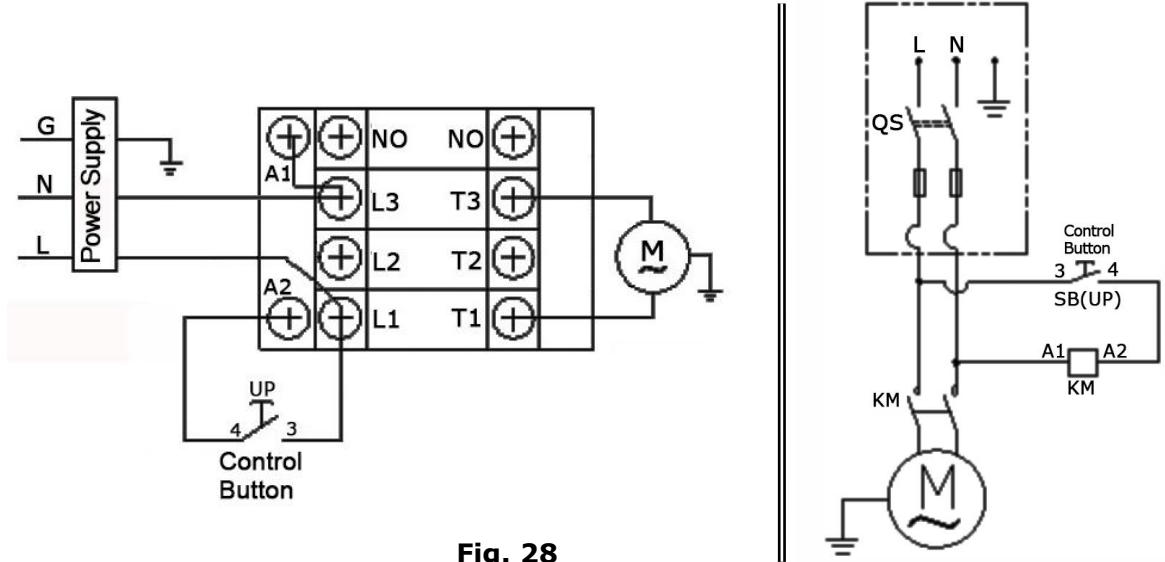 G
N
L
Power Supply
A1
NO
NO
L3
T3
L2
T2
A2
L1
T1
M
UP
4
3
Control
Button
Fig. 28
L N
QS
Control
Button
3 4
SB(UP)
A1 A2
KM
KM
M